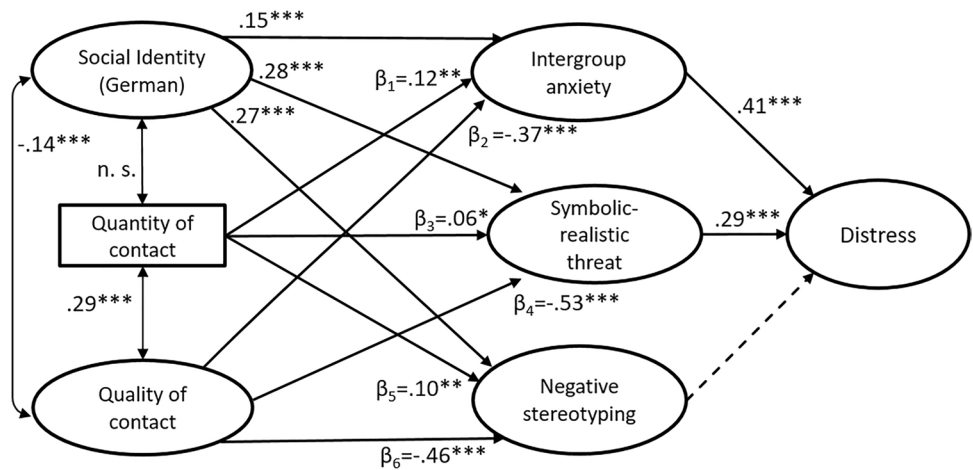 .15***
Social Identity
(German)
Intergroup
anxiety
.28***
β1=.12**
.27***
.41***
-.14***
β2 =-.37***
n. s.
Quantity of
contact
β3=.06*
Symbolic-
realistic
threat
.29***
Distress
.29***
β4=-.53***
Quality of
contact
β5=.10**
Negative
stereotyping
β6=-.46***